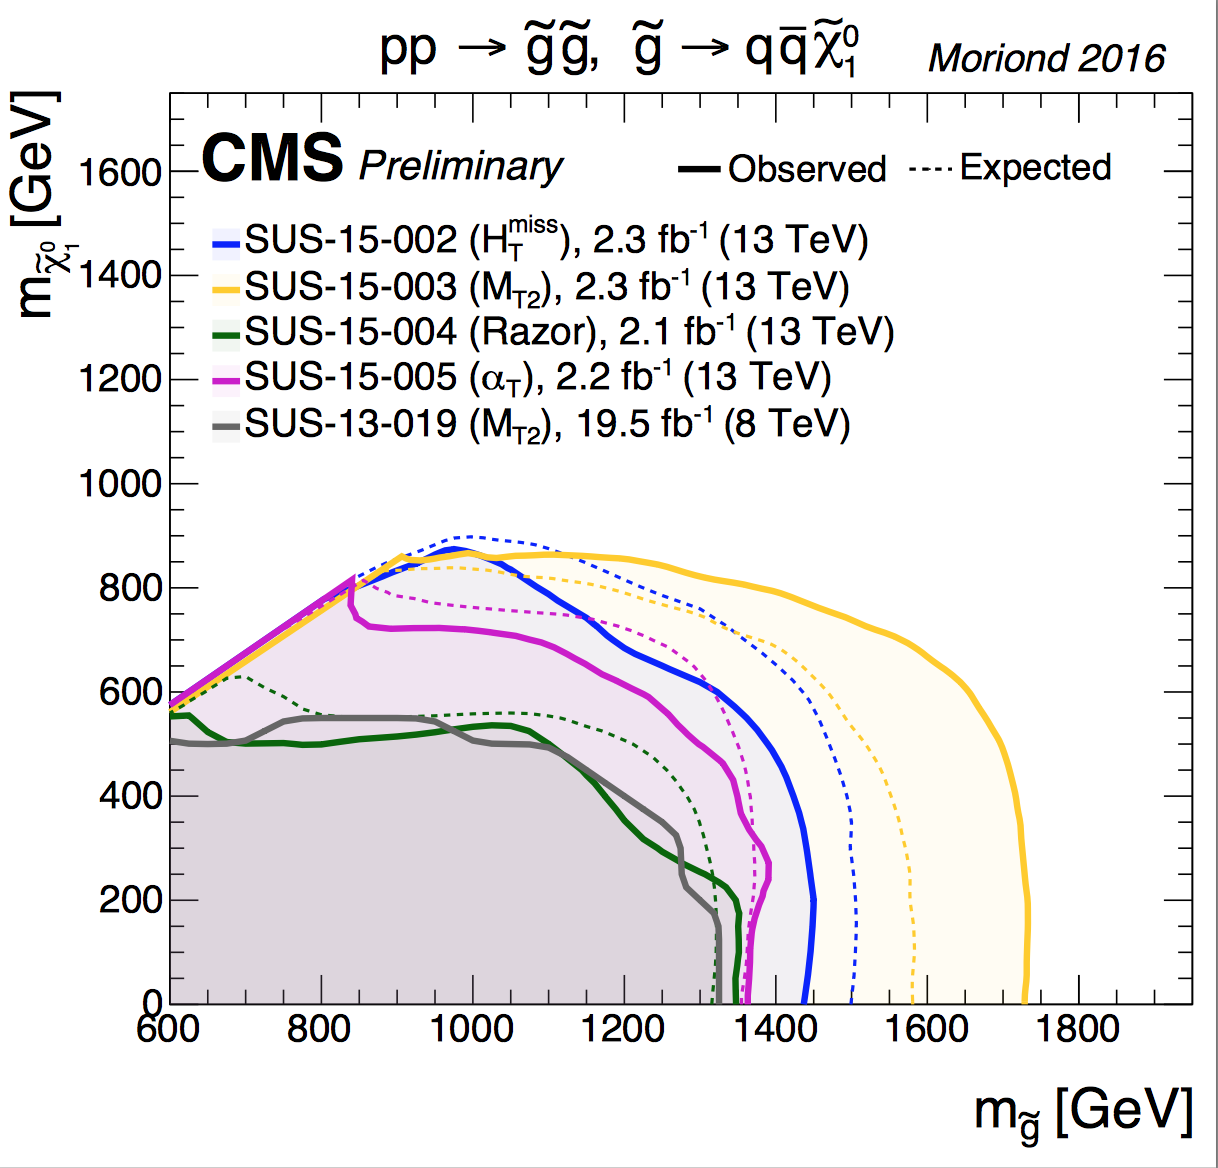 pp → g̃g̃, g̃ → qq̄χ̃⁰₁
Moriond 2016
CMS Preliminary
Observed
Expected
SUS-15-002 (H_T^miss), 2.3 fb⁻¹ (13 TeV)
SUS-15-003 (M_T2), 2.3 fb⁻¹ (13 TeV)
SUS-15-004 (Razor), 2.1 fb⁻¹ (13 TeV)
SUS-15-005 (α_T), 2.2 fb⁻¹ (13 TeV)
SUS-13-019 (M_T2), 19.5 fb⁻¹ (8 TeV)
m_χ̃⁰₁ [GeV]
1600
1400
1200
1000
800
600
400
200
0
600 800 1000 1200 1400 1600 1800
m_g̃ [GeV]